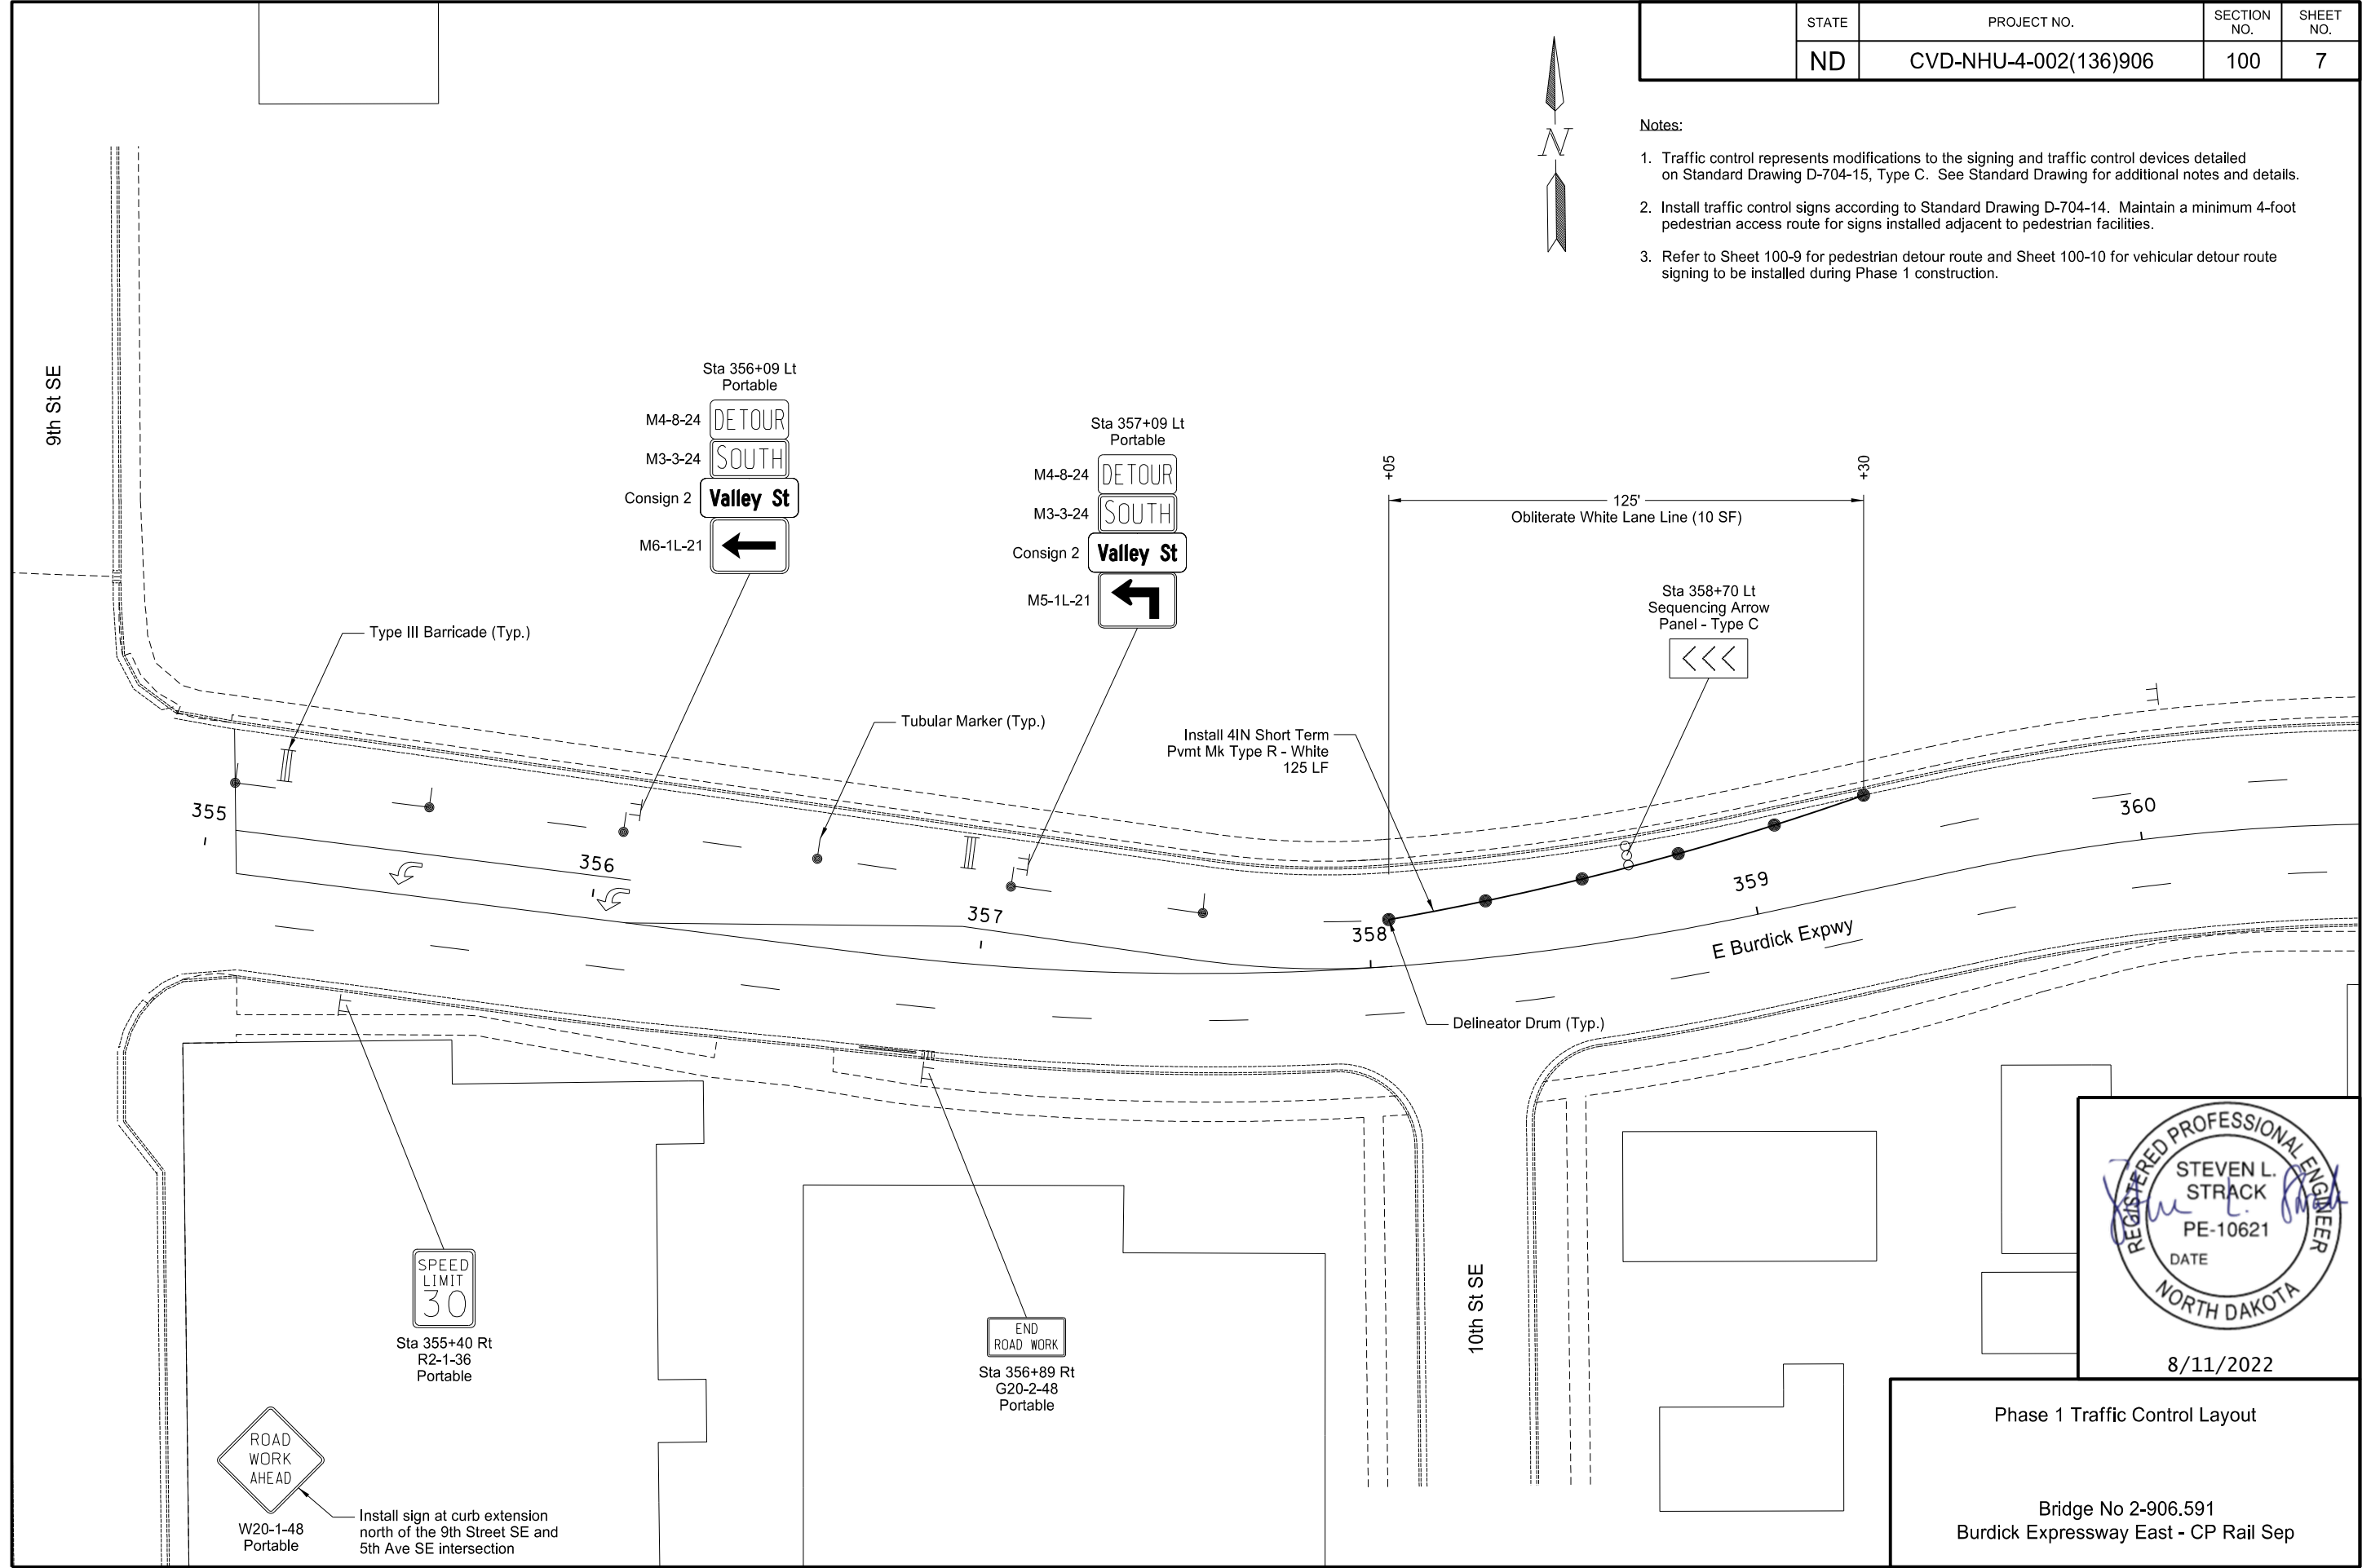 STATE
PROJECT NO.
SECTION
NO.
SHEET
NO.
ND
CVD-NHU-4-002(136)906
100
7
N
Notes:
1. Traffic control represents modifications to the signing and traffic control devices detailed
on Standard Drawing D-704-15, Type C. See Standard Drawing for additional notes and details.
2. Install traffic control signs according to Standard Drawing D-704-14. Maintain a minimum 4-foot
pedestrian access route for signs installed adjacent to pedestrian facilities.
3. Refer to Sheet 100-9 for pedestrian detour route and Sheet 100-10 for vehicular detour route
signing to be installed during Phase 1 construction.
9th St SE
Sta 356+09 Lt
Portable
M4-8-24
DETOUR
M3-3-24
SOUTH
Consign 2
Valley St
M6-1L-21
Sta 357+09 Lt
Portable
M4-8-24
DETOUR
M3-3-24
SOUTH
Consign 2
Valley St
M5-1L-21
+05
+30
125'
Obliterate White Lane Line (10 SF)
Sta 358+70 Lt
Sequencing Arrow
Panel - Type C
Type III Barricade (Typ.)
Tubular Marker (Typ.)
Install 4IN Short Term
Pvmt Mk Type R - White
125 LF
355
356
357
358
359
360
E Burdick Expwy
Delineator Drum (Typ.)
SPEED
LIMIT
30
Sta 355+40 Rt
R2-1-36
Portable
END
ROAD WORK
Sta 356+89 Rt
G20-2-48
Portable
10th St SE
ROAD
WORK
AHEAD
W20-1-48
Portable
Install sign at curb extension
north of the 9th Street SE and
5th Ave SE intersection
REGISTERED PROFESSIONAL ENGINEER
STEVEN L.
STRACK
PE-10621
DATE
NORTH DAKOTA
8/11/2022
Phase 1 Traffic Control Layout
Bridge No 2-906.591
Burdick Expressway East - CP Rail Sep